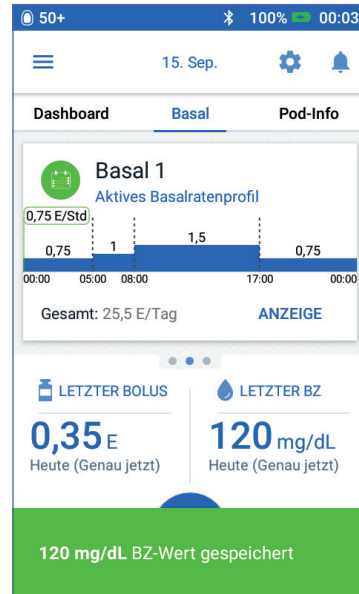 50+ 100% 00:03
15. Sep.
Dashboard Basal Pod-Info
Basal 1
Aktives Basalratenprofil
0,75 E/Std
0,75 1 1,5 0,75
00:00 05:00 08:00 17:00 00:00
Gesamt: 25,5 E/Tag ANZEIGE
LETZTER BOLUS LETZTER BZ
0,35 E 120 mg/dL
Heute (Genau jetzt) Heute (Genau jetzt)
120 mg/dL BZ-Wert gespeichert